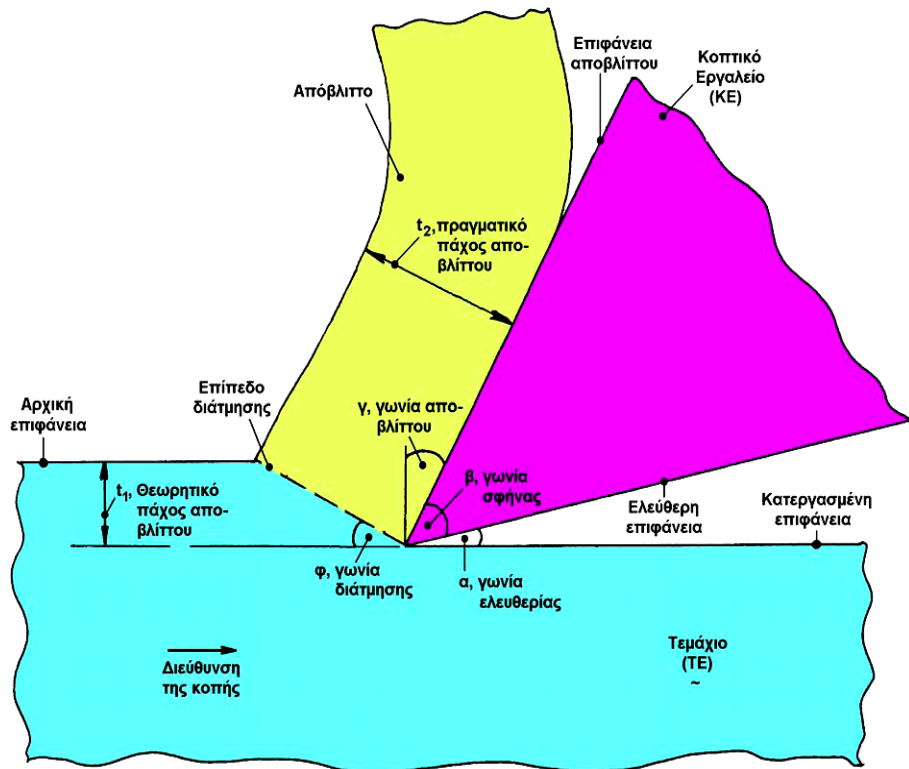 Επιφάνεια
αποβλίττου
Κοπτικό
Εργαλείο
(ΚΕ)
Απόβλιττο
t2,πραγματικό
πάχος απο-
βλίττου
Επίπεδο
διάτμησης
Αρχική
επιφάνεια
γ, γωνία απο-
βλίττου
t1, Θεωρητικό
πάχος απο-
βλίττου
β, γωνία
σφήνας
Ελεύθερη
επιφάνεια
Κατεργασμένη
επιφάνεια
φ, γωνία
διάτμησης
α, γωνία
ελευθερίας
Διεύθυνση
της κοπής
Τεμάχιο
(ΤΕ)
~